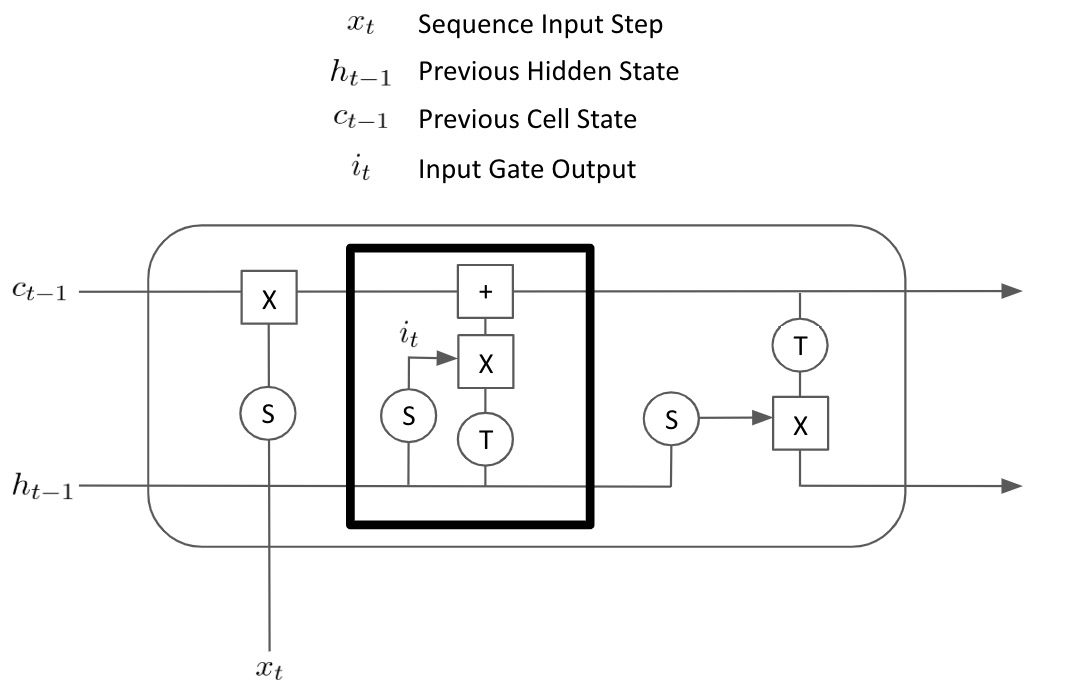 x_t Sequence Input Step
h_{t-1} Previous Hidden State
c_{t-1} Previous Cell State
i_t Input Gate Output
c_{t-1} X +
i_t X T
S S T S X
h_{t-1}
x_t